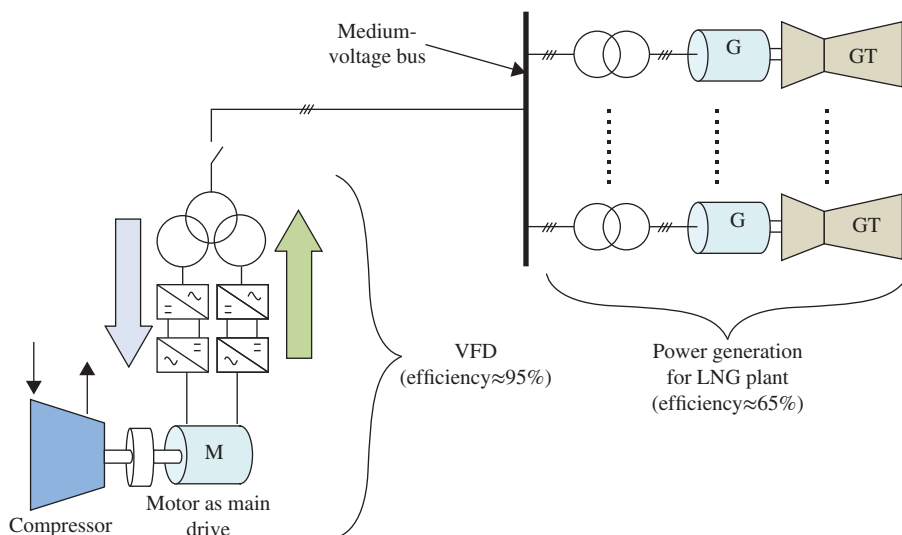 Medium-
voltage bus
G
GT
G
GT
VFD
(efficiency≈95%)
Power generation
for LNG plant
(efficiency≈65%)
M
Motor as main
drive
Compressor